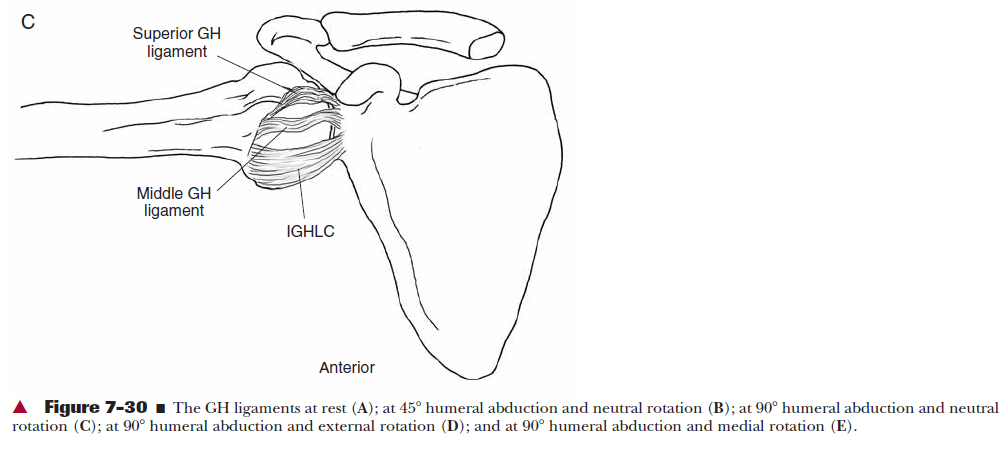 C
Superior GH
ligament
Middle GH
ligament
IGHLC
Anterior
▲ Figure 7-30 ■ The GH ligaments at rest (A); at 45° humeral abduction and neutral rotation (B); at 90° humeral abduction and neutral
rotation (C); at 90° humeral abduction and external rotation (D); and at 90° humeral abduction and medial rotation (E).